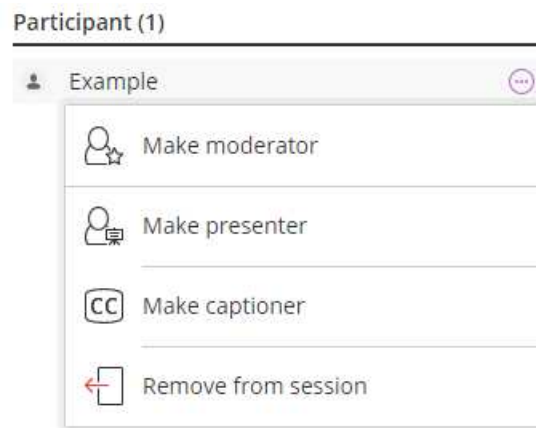 Participant (1)
Example
Make moderator
Make presenter
CC Make captioner
Remove from session